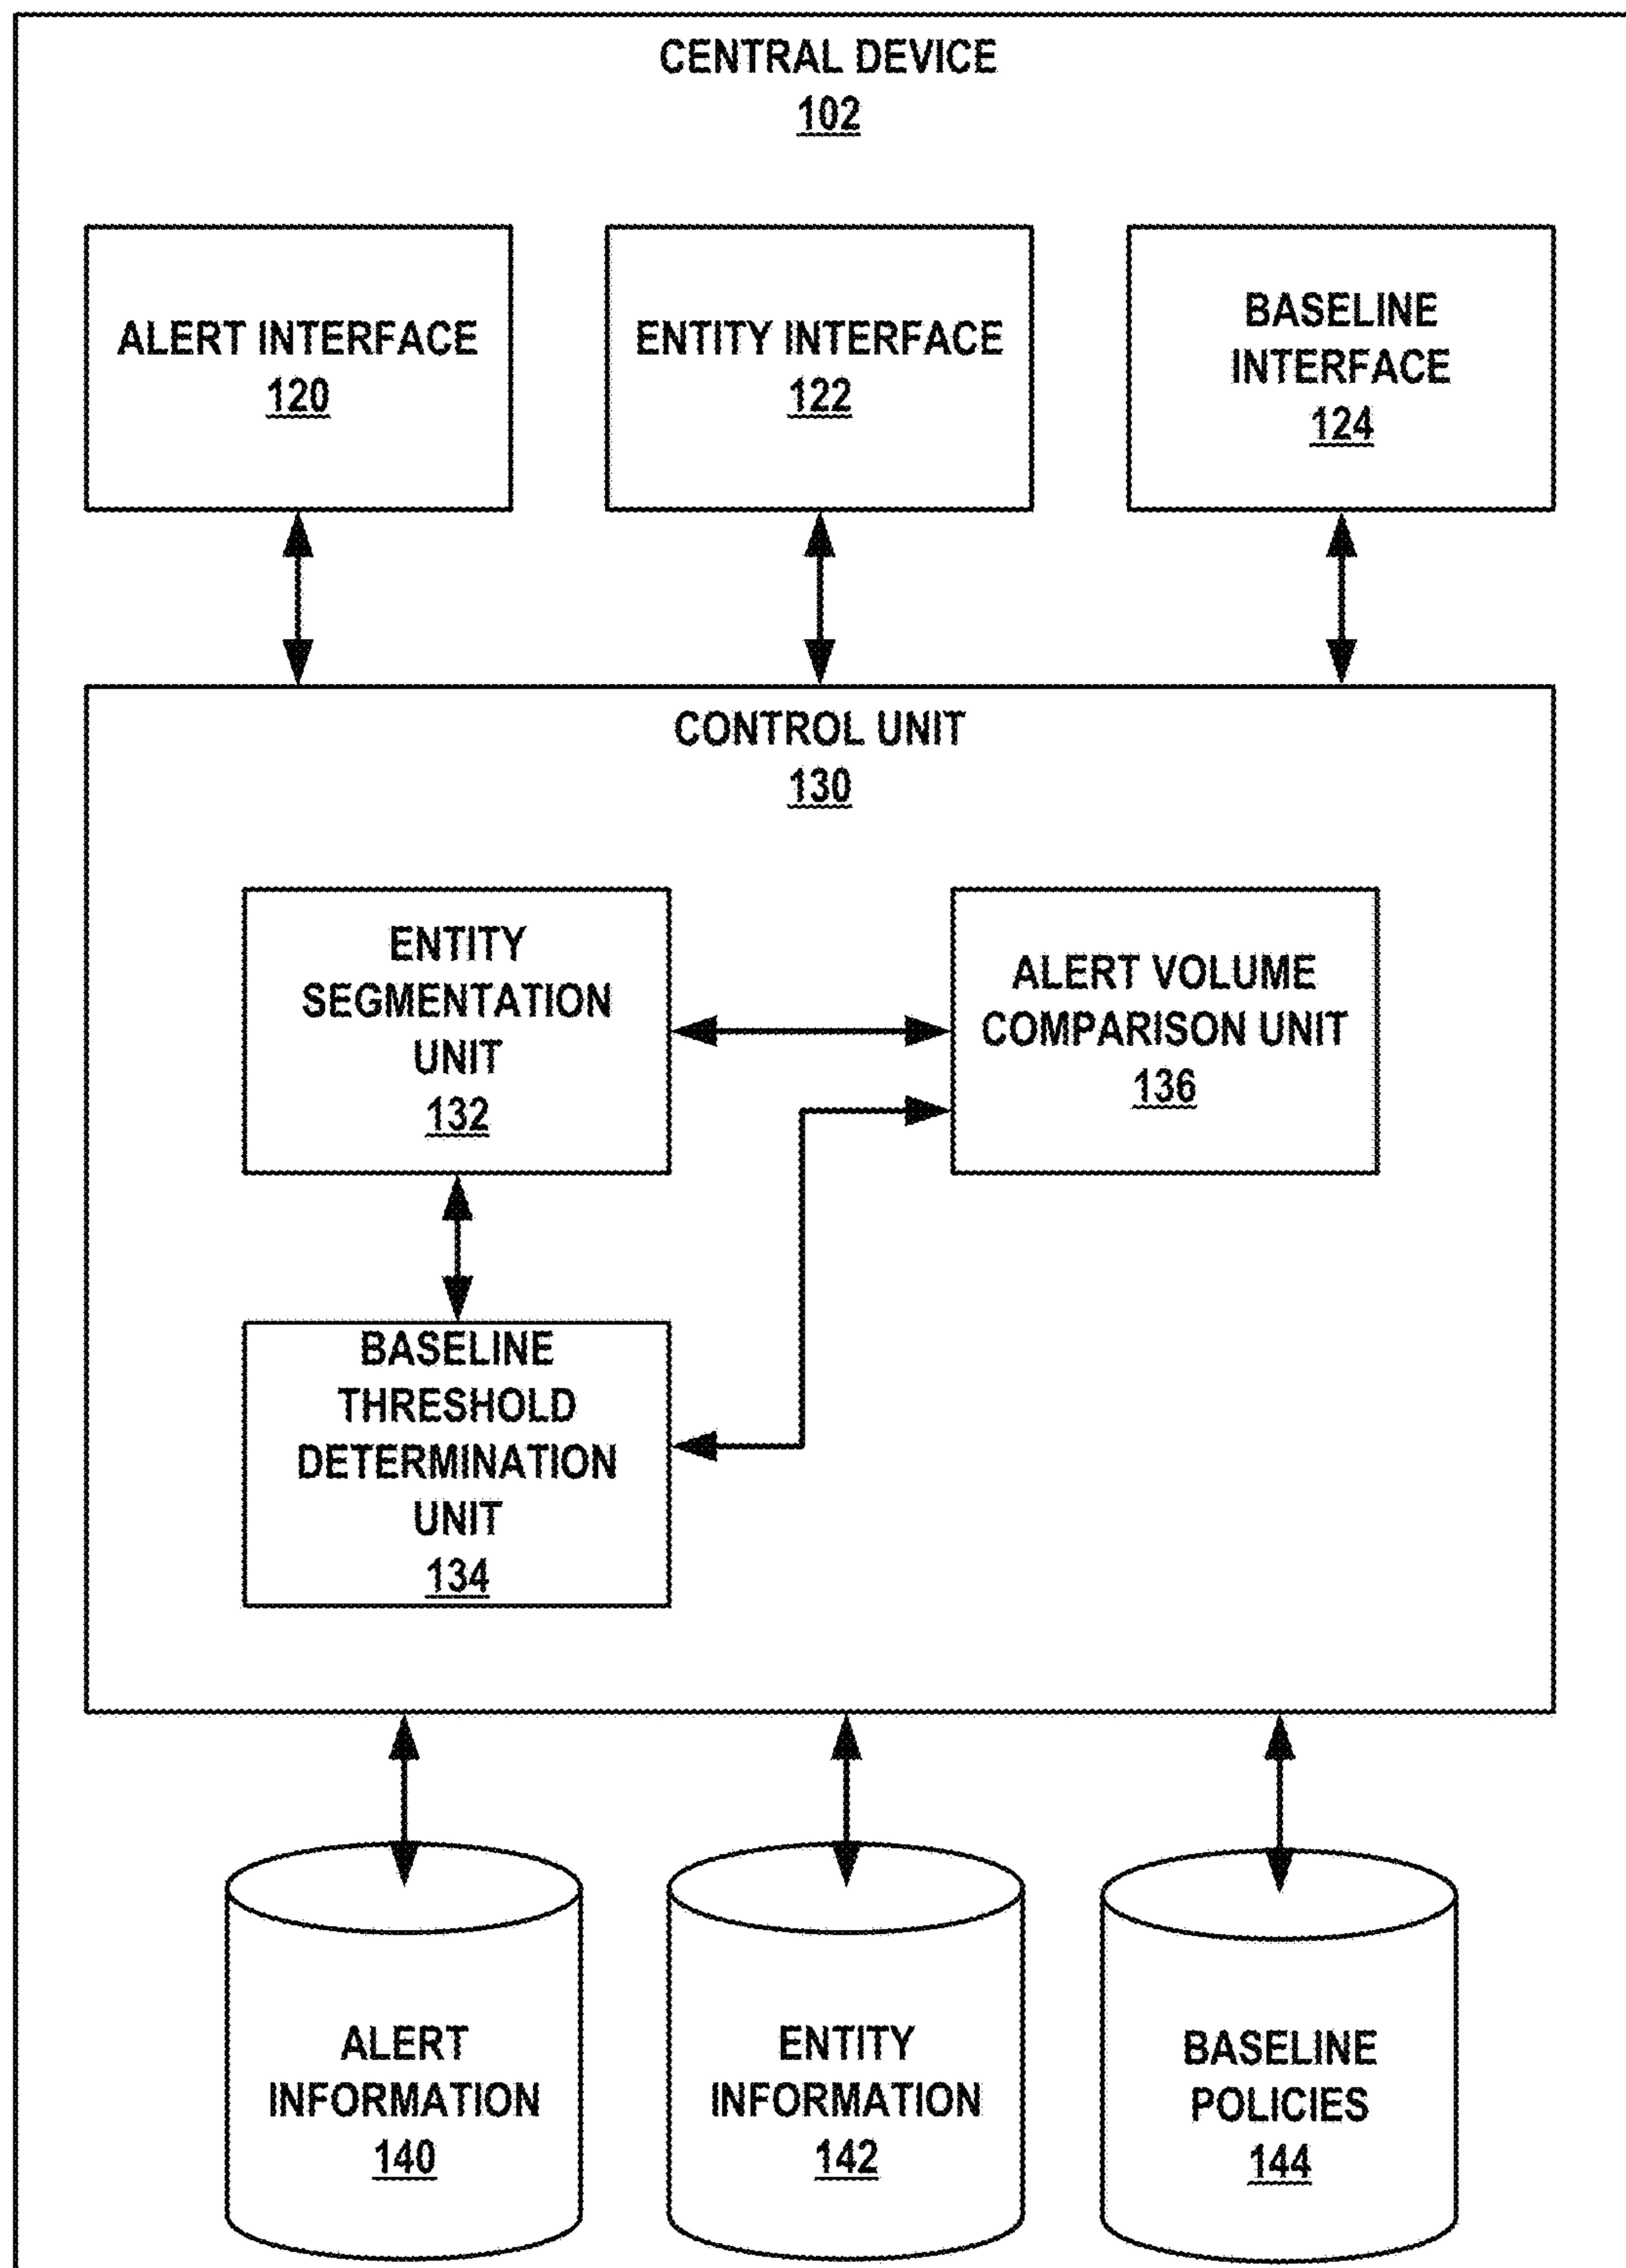 CENTRAL DEVICE
102
ALERT INTERFACE
120
ENTITY INTERFACE
122
BASELINE
INTERFACE
124
CONTROL UNIT
130
ENTITY
SEGMENTATION
UNIT
132
ALERT VOLUME
COMPARISON UNIT
136
BASELINE
THRESHOLD
DETERMINATION
UNIT
134
ALERT
INFORMATION
140
ENTITY
INFORMATION
142
BASELINE
POLICIES
144